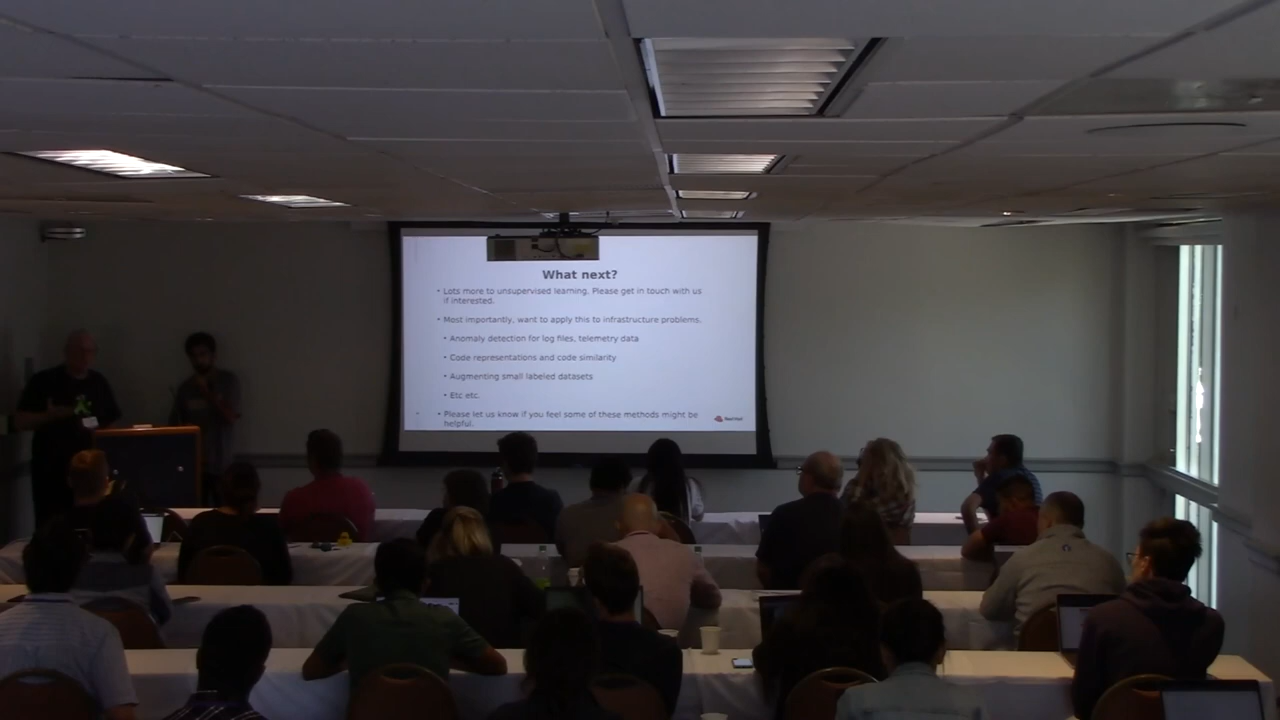 What next?
• Lots more to unsupervised learning. Please get in touch with us
if interested.
• Most importantly, want to apply this to infrastructure problems.
• Anomaly detection for log files, telemetry data
• Code representations and code similarity
• Augmenting small labeled datasets
• Etc etc.
• Please let us know if you feel some of these methods might be
helpful.
Red Hat